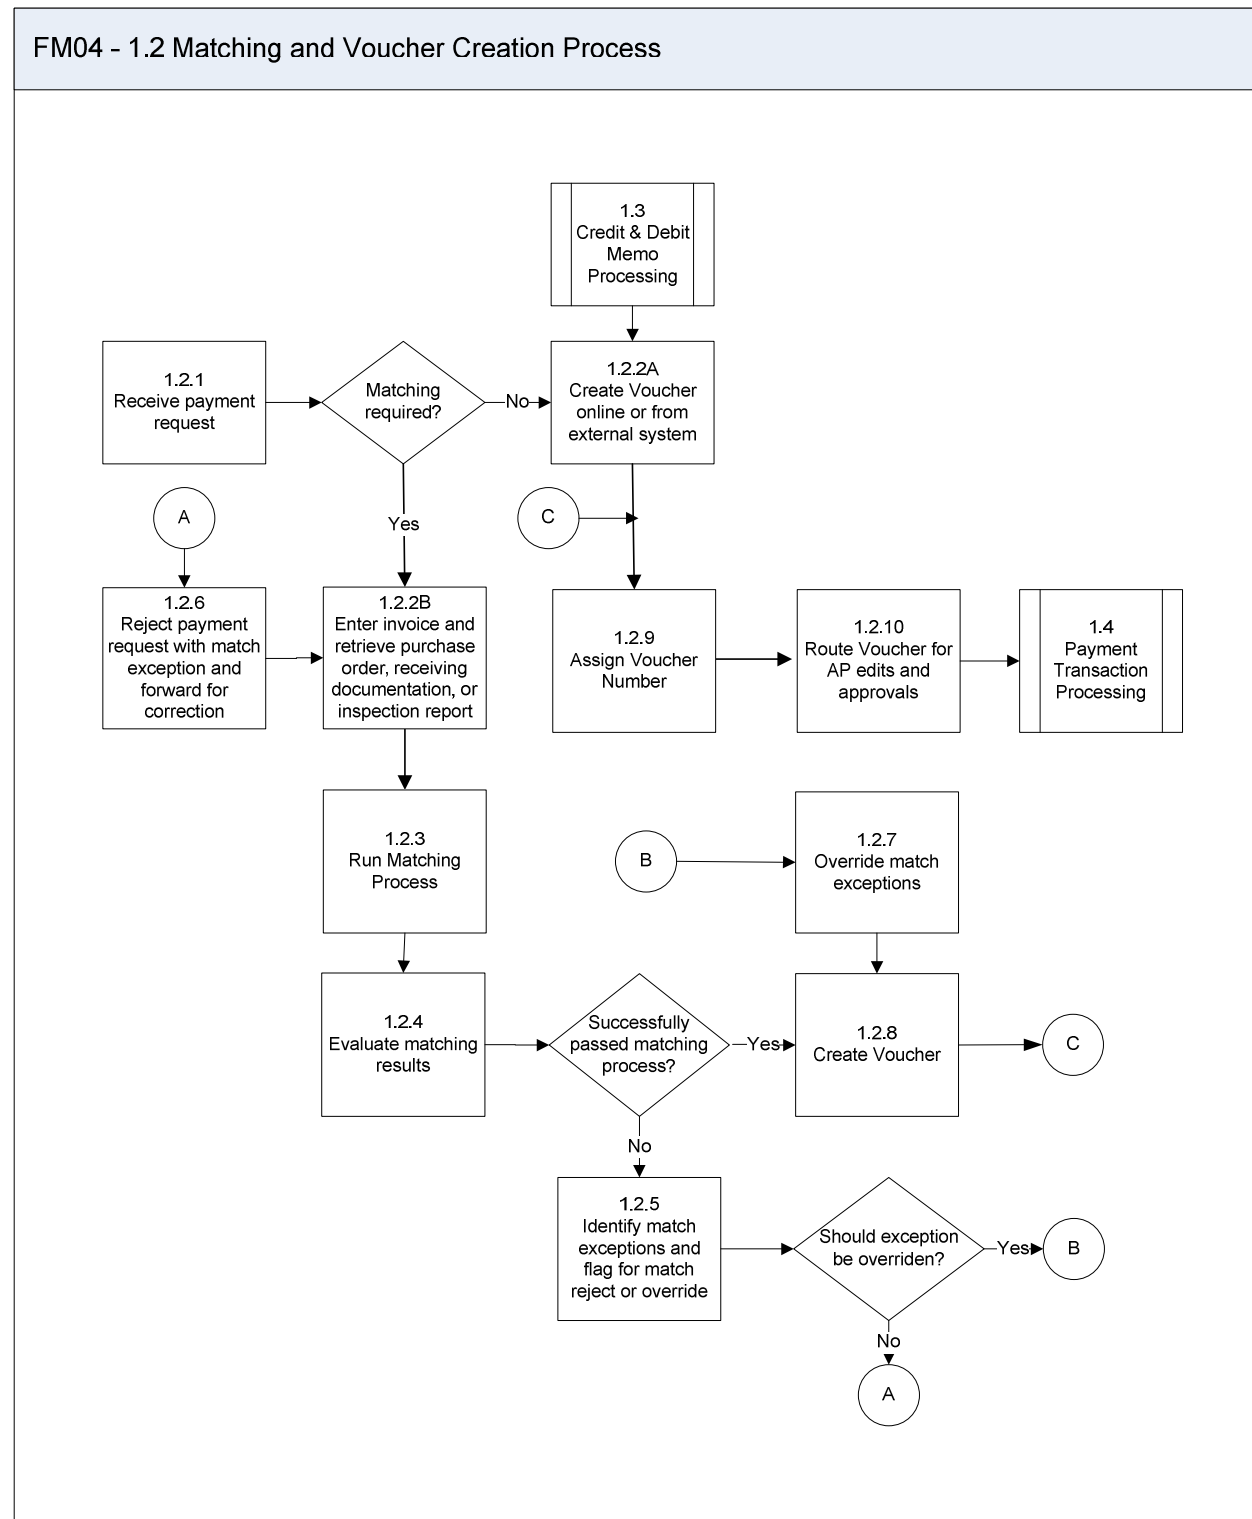 FM04 - 1.2 Matching and Voucher Creation Process
1.3
Credit & Debit
Memo
Processing
1.2.1
Receive payment
request
Matching
required?
No
1.2.2A
Create Voucher
online or from
external system
A
Yes
C
1.2.6
Reject payment
request with match
exception and
forward for
correction
1.2.2B
Enter invoice and
retrieve purchase
order, receiving
documentation, or
inspection report
1.2.9
Assign Voucher
Number
1.2.10
Route Voucher for
AP edits and
approvals
1.4
Payment
Transaction
Processing
1.2.3
Run Matching
Process
B
1.2.7
Override match
exceptions
1.2.4
Evaluate matching
results
Successfully
passed matching
process?
Yes
1.2.8
Create Voucher
C
No
1.2.5
Identify match
exceptions and
flag for match
reject or override
Should exception
be overriden?
Yes
B
No
A